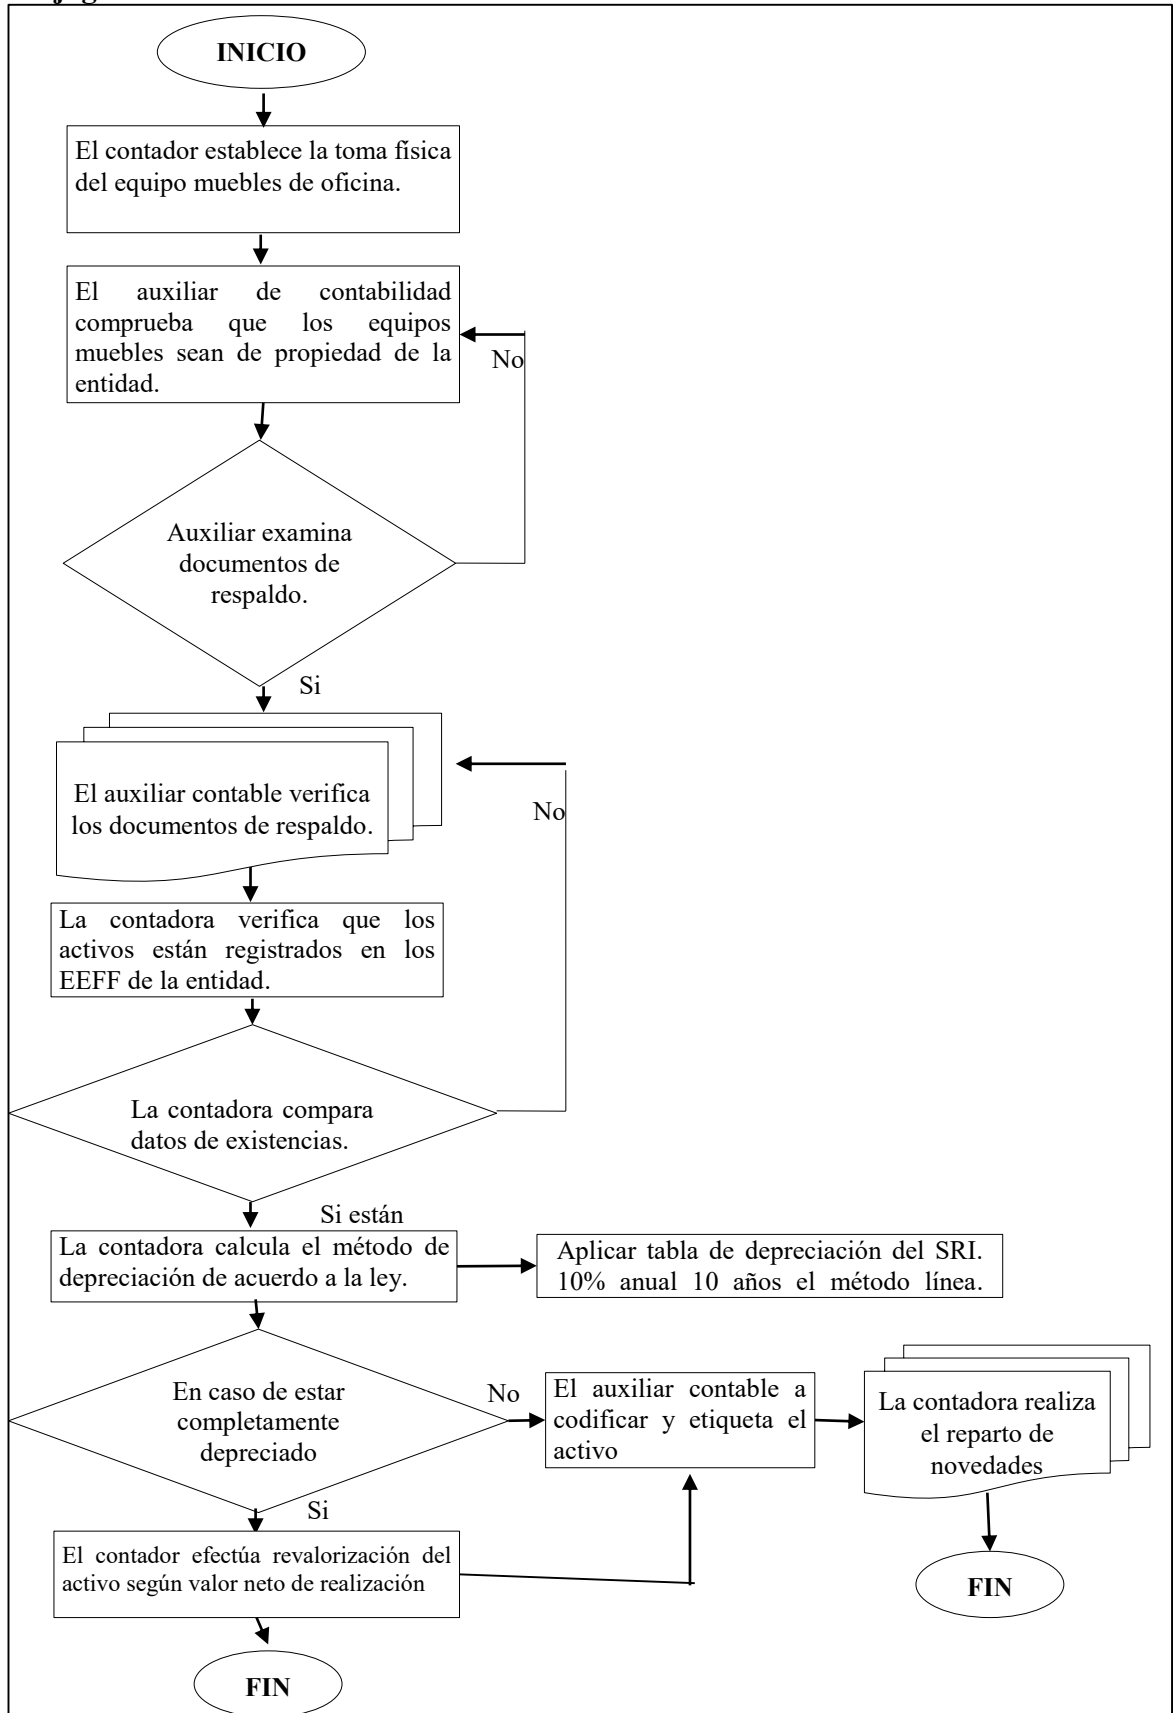 INICIO
El contador establece la toma física
del equipo muebles de oficina.
El auxiliar de contabilidad
comprueba que los equipos
muebles sean de propiedad de la
entidad.
No
Auxiliar examina
documentos de
respaldo.
Si
El auxiliar contable verifica
los documentos de respaldo.
No
La contadora verifica que los
activos están registrados en los
EEFF de la entidad.
La contadora compara
datos de existencias.
Si están
La contadora calcula el método de
depreciación de acuerdo a la ley.
Aplicar tabla de depreciación del SRI.
10% anual 10 años el método línea.
En caso de estar
completamente
depreciado
No
El auxiliar contable a
codificar y etiqueta el
activo
La contadora realiza
el reparto de
novedades
Si
El contador efectúa revalorización del
activo según valor neto de realización
FIN
FIN